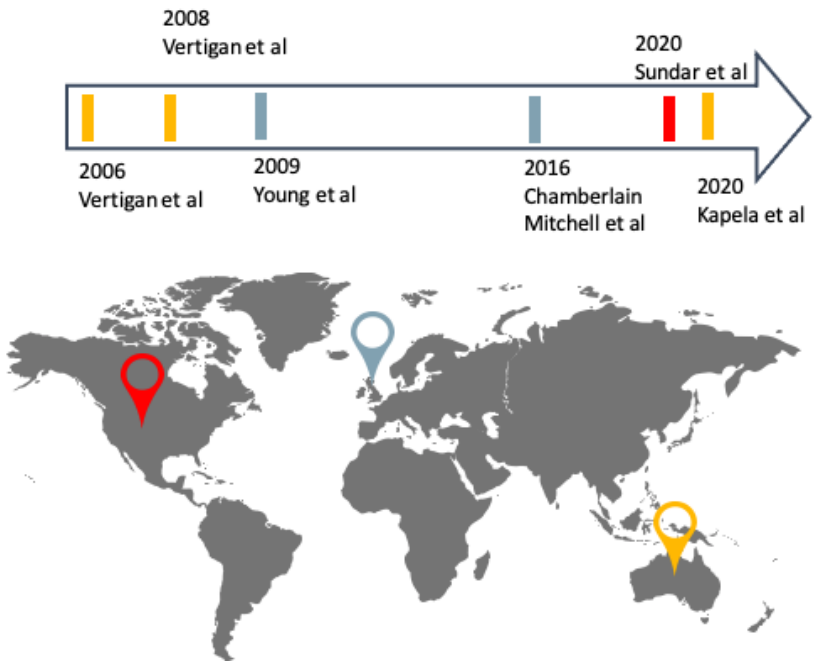 2008
Vertigan et al
2020
Sundar et al
2006
Vertigan et al
2009
Young et al
2016
Chamberlain
Mitchell et al
2020
Kapela et al